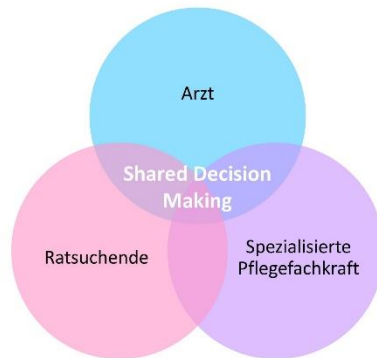 Arzt
Shared Decision
Making
Ratsuchende
Spezialisierte
Pflegefachkraft